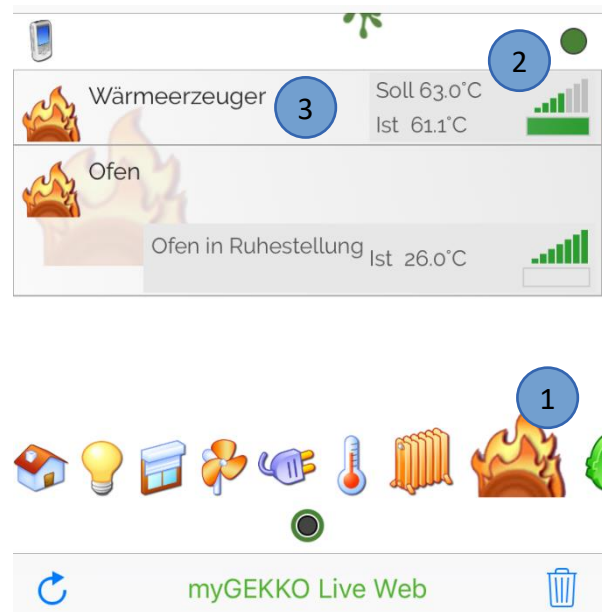 2
Wärmeerzeuger
3
Soll 63.0°C
Ist 61.1°C
Ofen
Ofen in Ruhestellung
Ist 26.0°C
1
myGEKKO Live Web